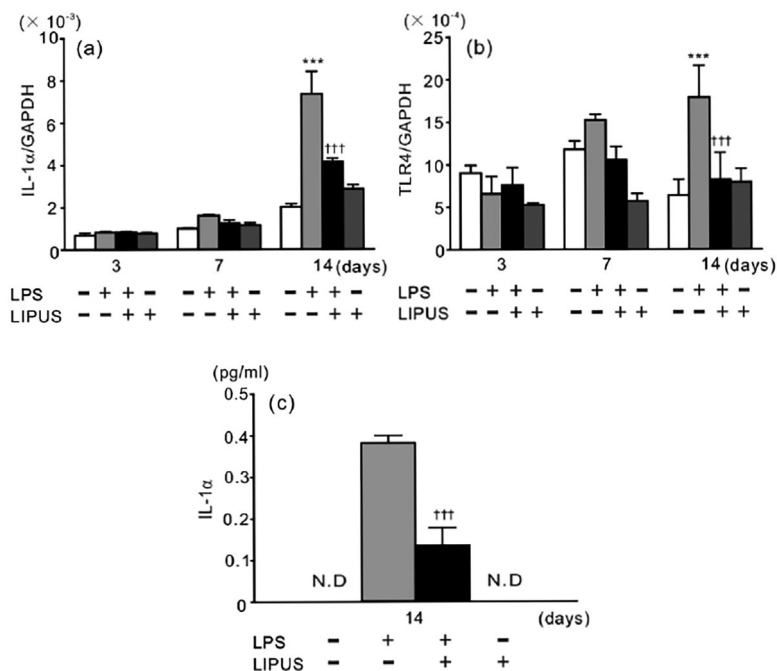 (× 10⁻³)
(a)
10
8
6
4
2
0
IL-1α/GAPDH
***
†††
3 7 14 (days)
LPS - + + - - + + - - + + -
LIPUS - - + + - - + + - - + +
(× 10⁻⁴)
(b)
25
20
15
10
5
0
TLR4/GAPDH
***
†††
3 7 14 (days)
LPS - + + - - + + - - + + -
LIPUS - - + + - - + + - - + +
(pg/ml)
(c)
0.5
0.4
0.3
0.2
0.1
0
IL-1α
†††
N.D N.D
14 (days)
LPS - + + -
LIPUS - - + +